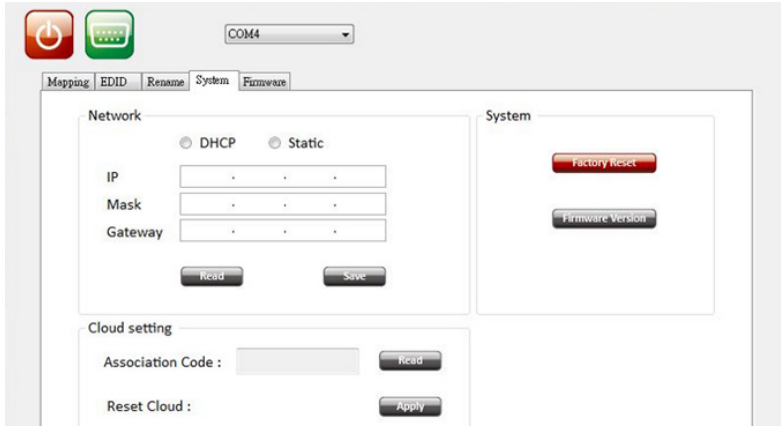 COM4
Mapping EDID Rename System Firmware
Network
DHCP Static
IP
Mask
Gateway
Read Save
System
Factory Reset
Firmware Version
Cloud setting
Association Code : Read
Reset Cloud : Apply